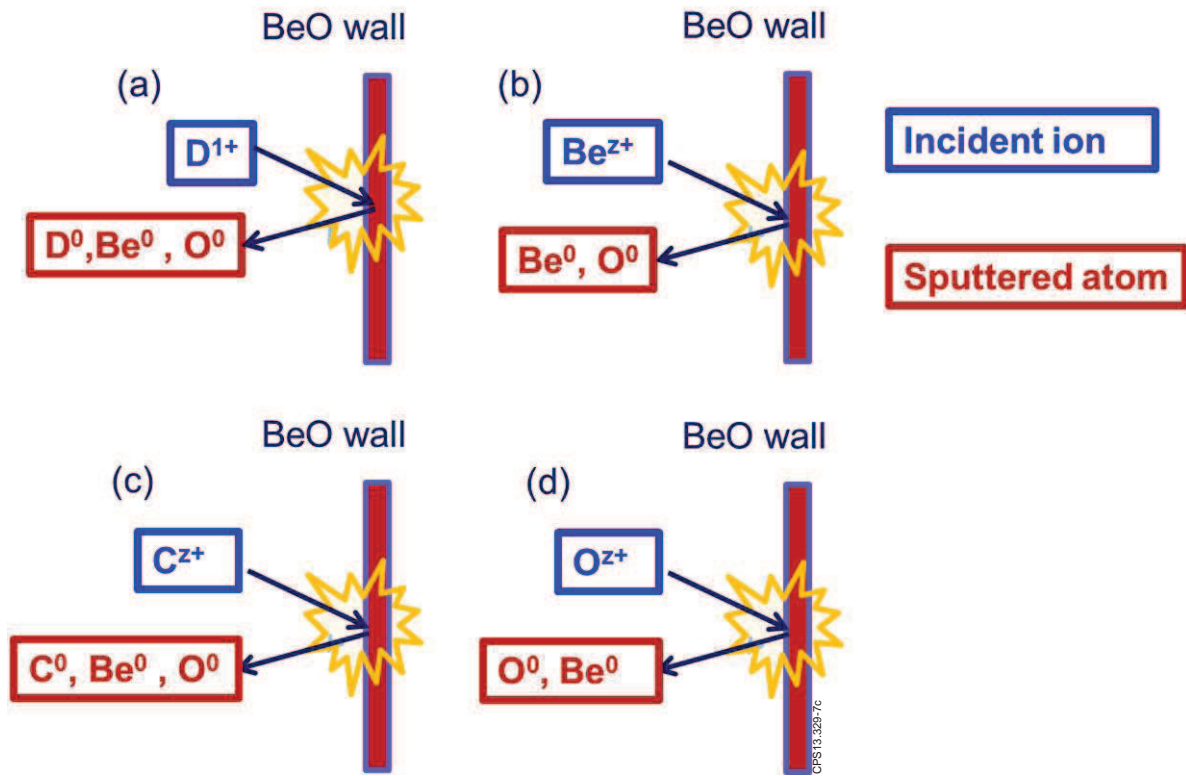 BeO wall
(a)
D¹⁺
D⁰,Be⁰ , O⁰
BeO wall
(b)
Be ᶻ⁺
Be⁰, O⁰
Incident ion
Sputtered atom
BeO wall
(c)
Cᶻ⁺
C⁰, Be⁰ , O⁰
BeO wall
(d)
Oᶻ⁺
O⁰, Be⁰
CPS13.329-7c